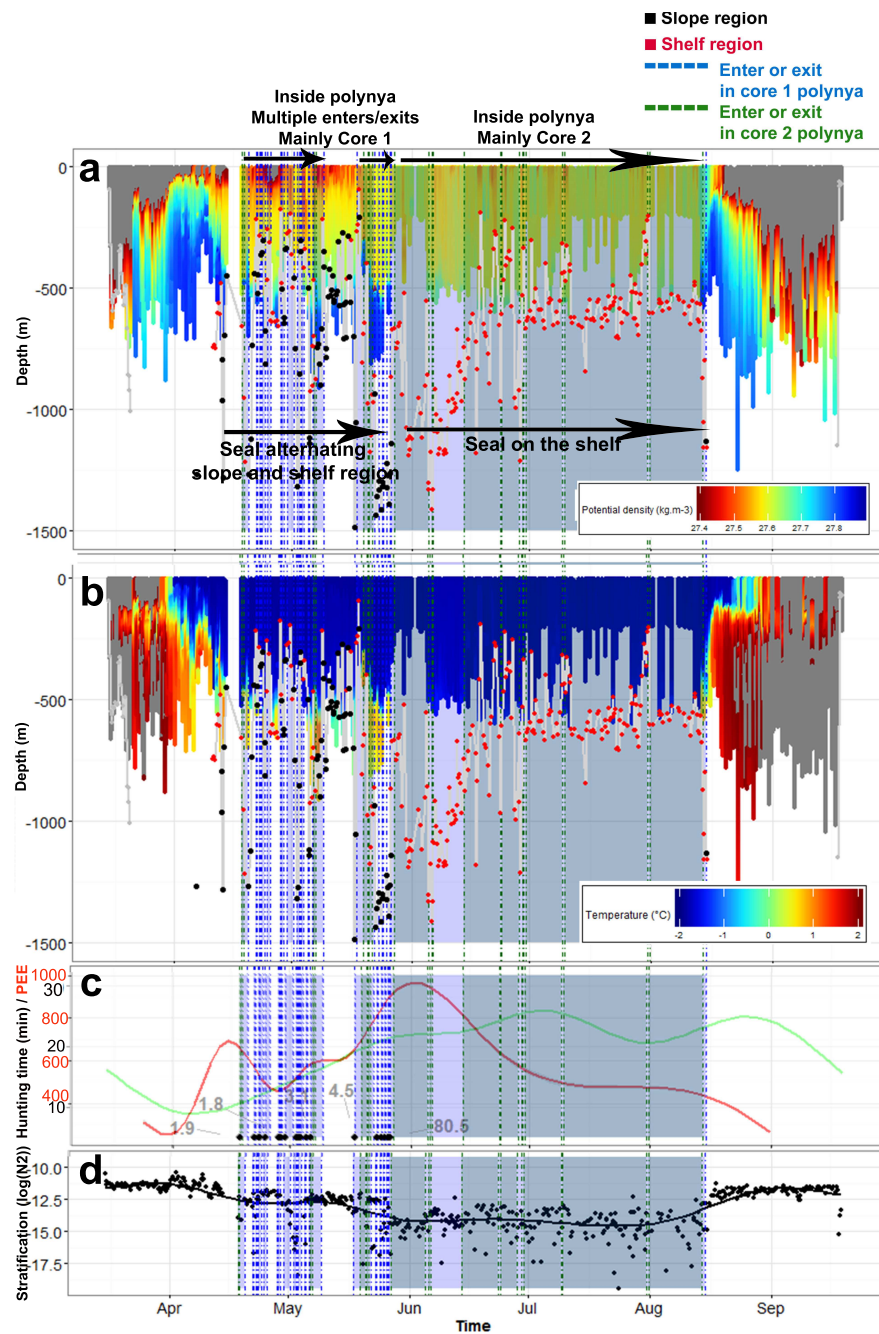 Slope region
Shelf region
Enter or exit
in core 1 polynya
Enter or exit
in core 2 polynya
Inside polynya
Multiple enters/exits
Mainly Core 1
Inside polynya
Mainly Core 2
a
0
-500
-1000
-1500
Depth (m)
Seal alternating
slope and shelf region
Seal on the shelf
Potential density (kg.m-3)
27.4 27.5 27.6 27.7 27.8
b
0
-500
-1000
-1500
Depth (m)
Temperature (°C)
-2 -1 0 1 2
c
Hunting time (min) / PEE
1000
30
800
20
600
400
10
1.9
1.8
4.5
80.5
d
Stratification (log(N2))
10.0
12.5
15.0
17.5
Apr May Jun Jul Aug Sep
Time